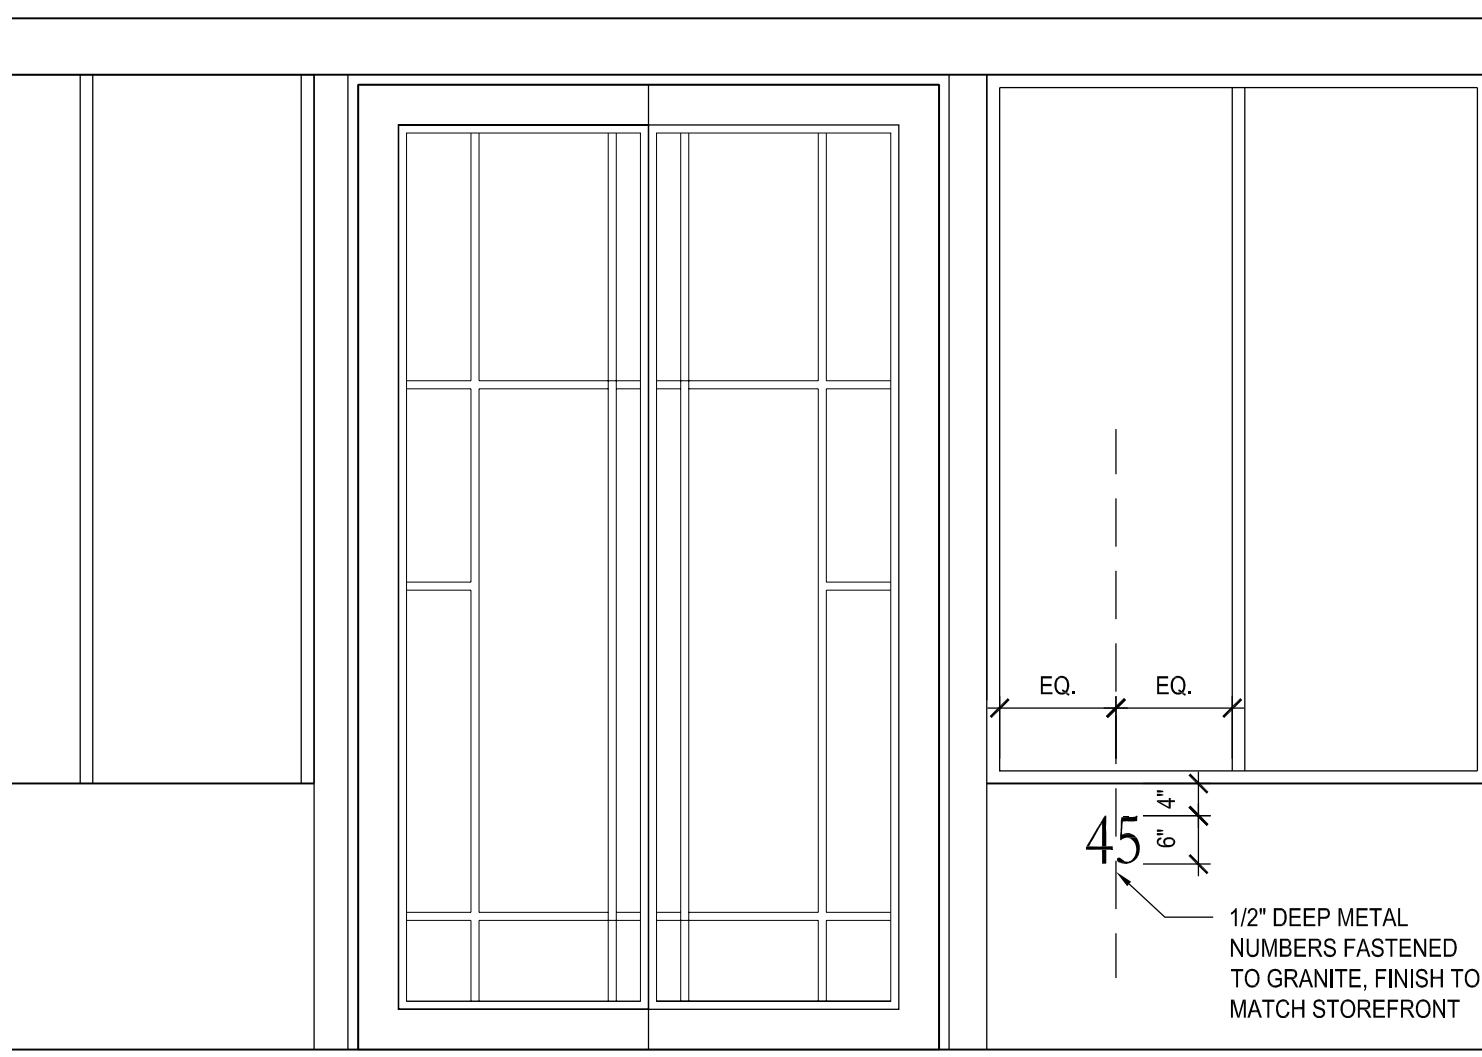 EQ. EQ.
4"
45 6"
1/2" DEEP METAL
NUMBERS FASTENED
TO GRANITE, FINISH TO
MATCH STOREFRONT